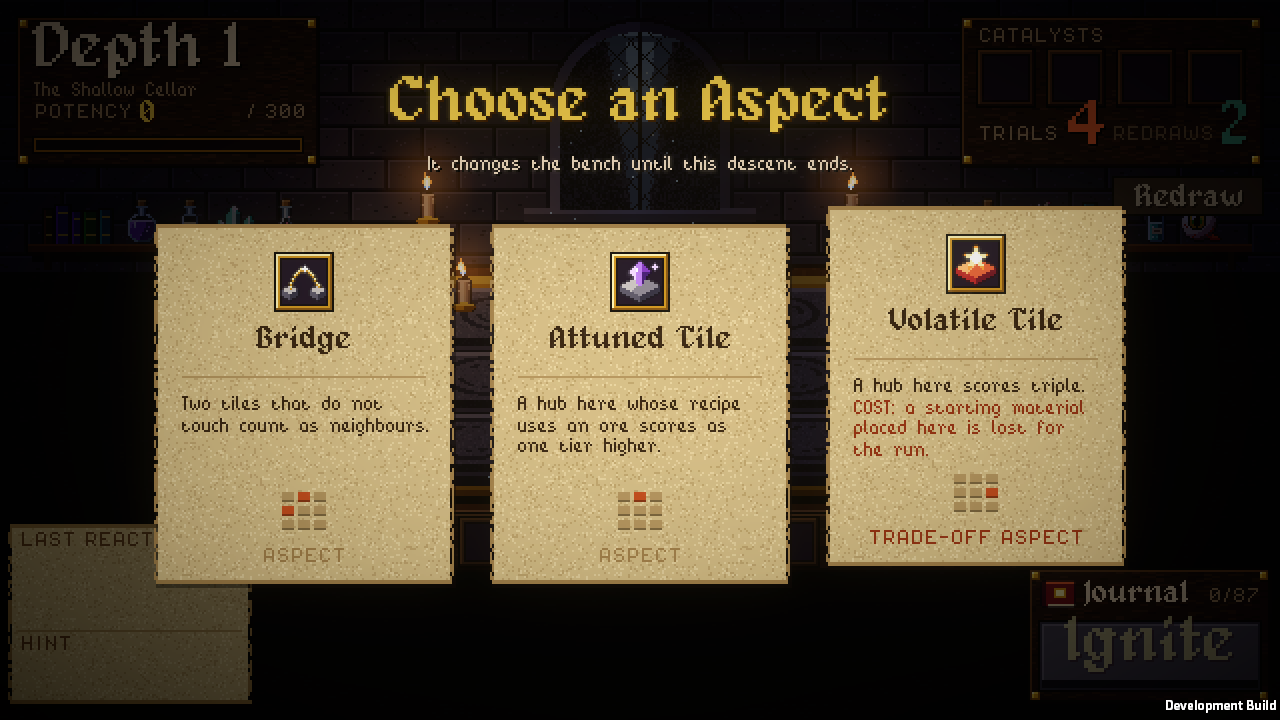 Depth 1
The Shallow Cellar
POTENCY 0 / 300
CATALYSTS
TRIALS 4 REDRAWS 2
Redraw
Choose an Aspect
It changes the bench until this descent ends.
Bridge
Two tiles that do not
touch count as neighbours.
ASPECT
Attuned Tile
A hub here whose recipe
uses an ore scores as
one tier higher.
ASPECT
Volatile Tile
A hub here scores triple.
COST: a starting material
placed here is lost for
the run.
TRADE-OFF ASPECT
LAST REACT
HINT
Journal 0/87
Ignite
Development Build